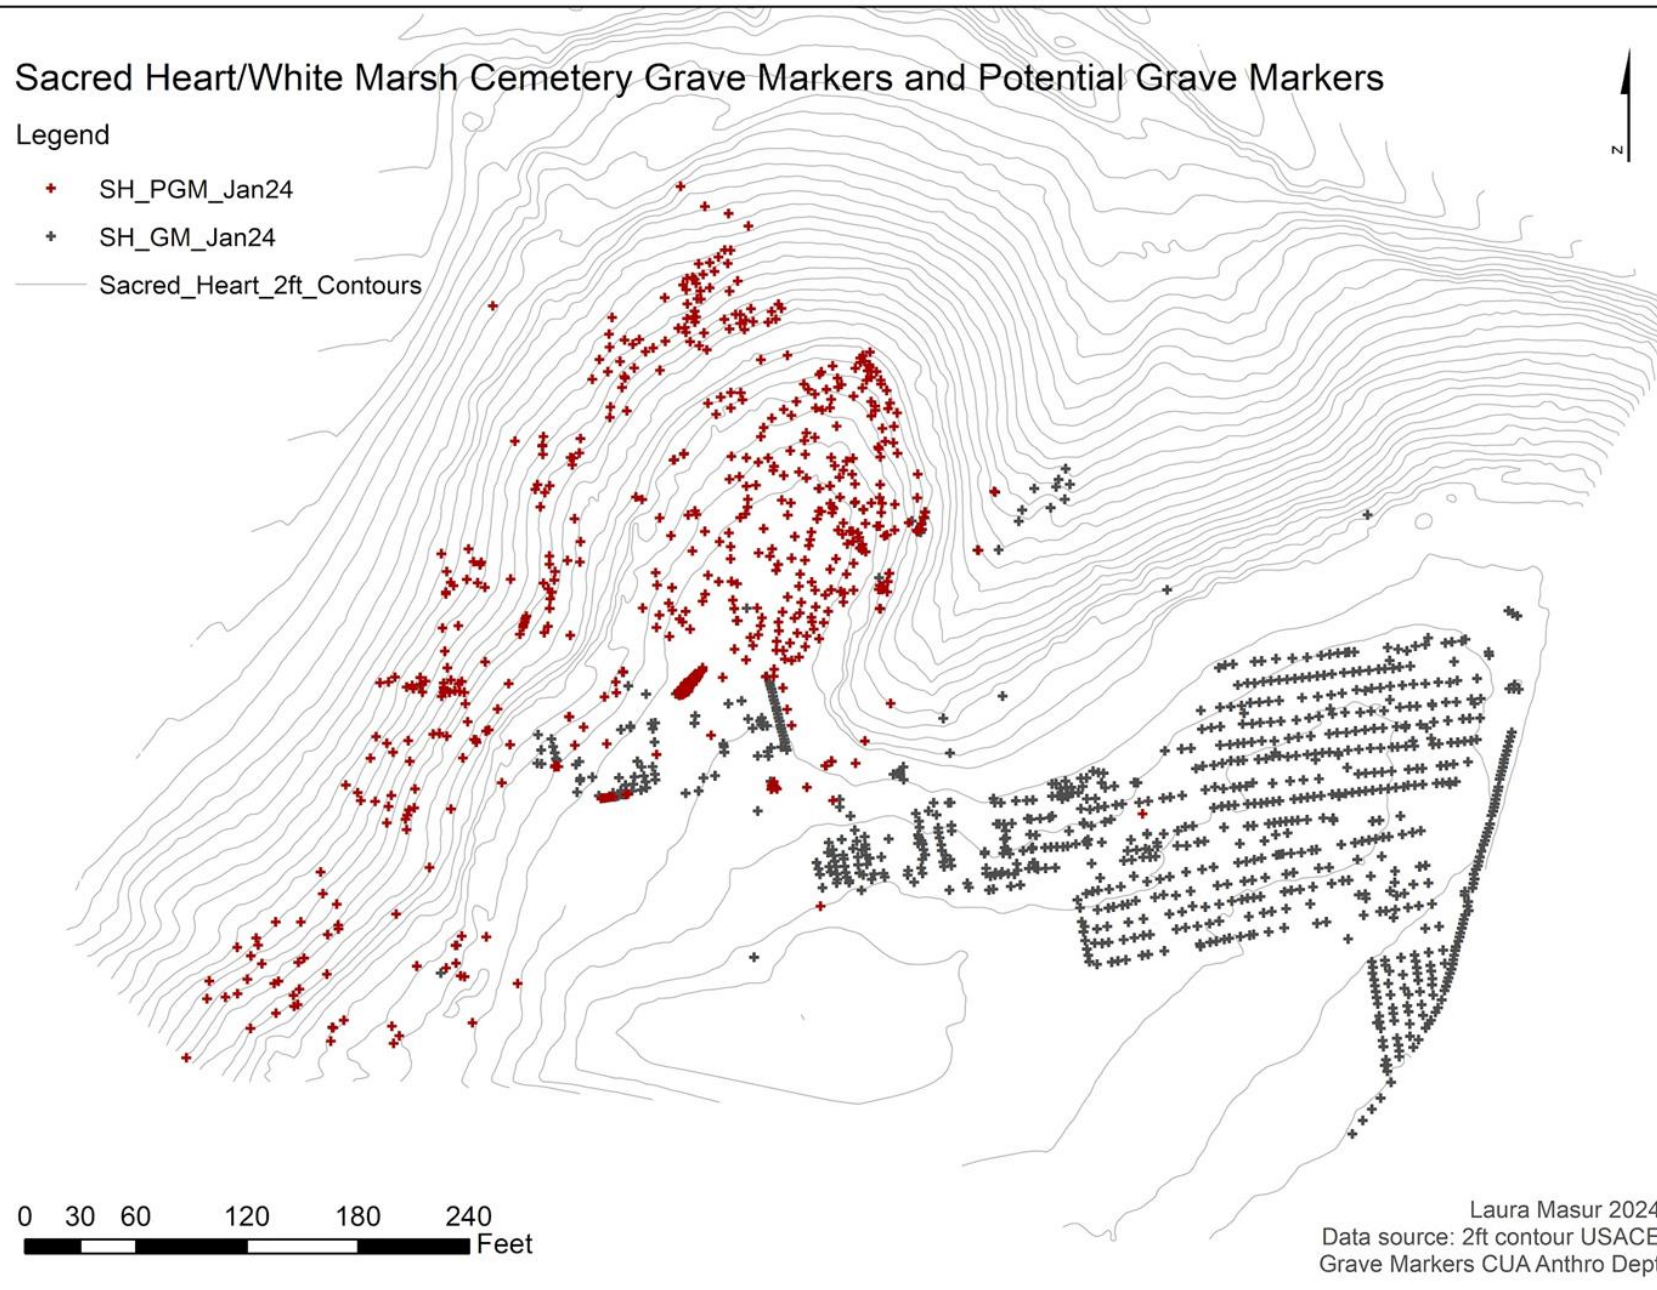 Sacred Heart/White Marsh Cemetery Grave Markers and Potential Grave Markers
Legend
SH_PGM_Jan24
SH_GM_Jan24
Sacred_Heart_2ft_Contours
N
0 30 60 120 180 240
Feet
Laura Masur 2024
Data source: 2ft contour USACE
Grave Markers CUA Anthro Dept